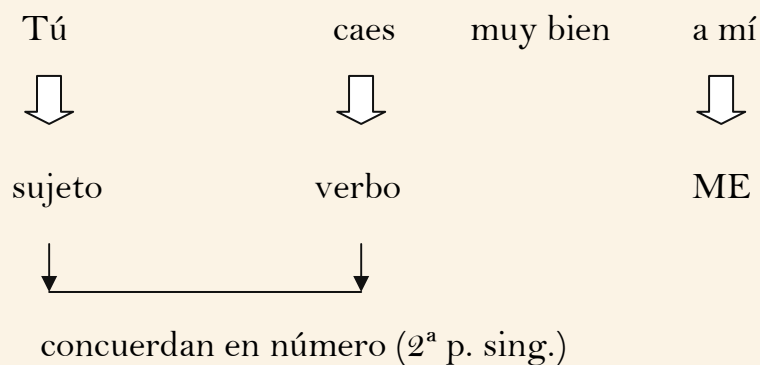 Tú caes muy bien a mí
sujeto verbo ME
concuerdan en número (2ª p. sing.)